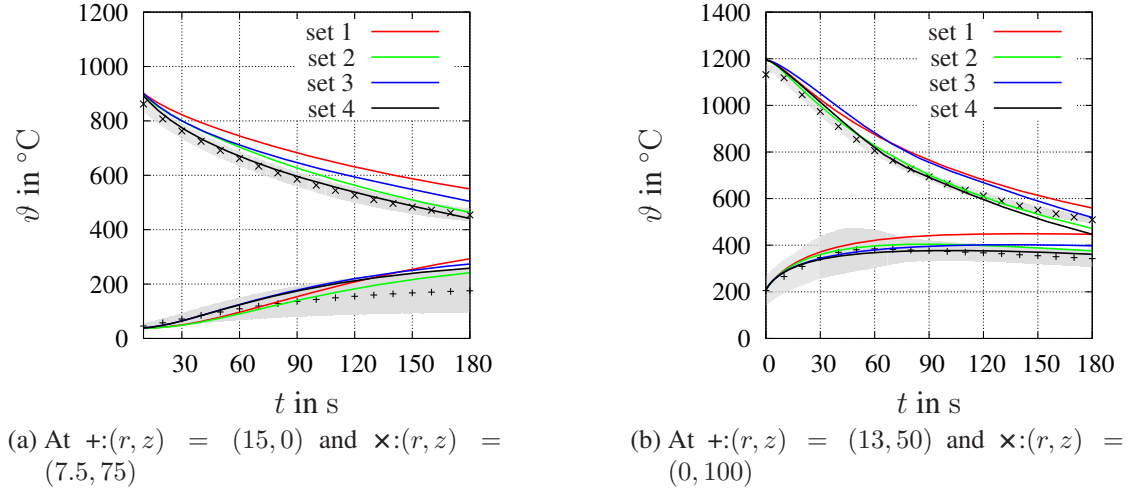 1200
1000
800
600
400
200
0
30 60 90 120 150 180
ϑ in °C
t in s
set 1
set 2
set 3
set 4
(a) At +:(r, z) = (15, 0) and ×:(r, z) =
(7.5, 75)
1400
1200
1000
800
600
400
200
0
0 30 60 90 120 150 180
ϑ in °C
t in s
set 1
set 2
set 3
set 4
(b) At +:(r, z) = (13, 50) and ×:(r, z) =
(0, 100)